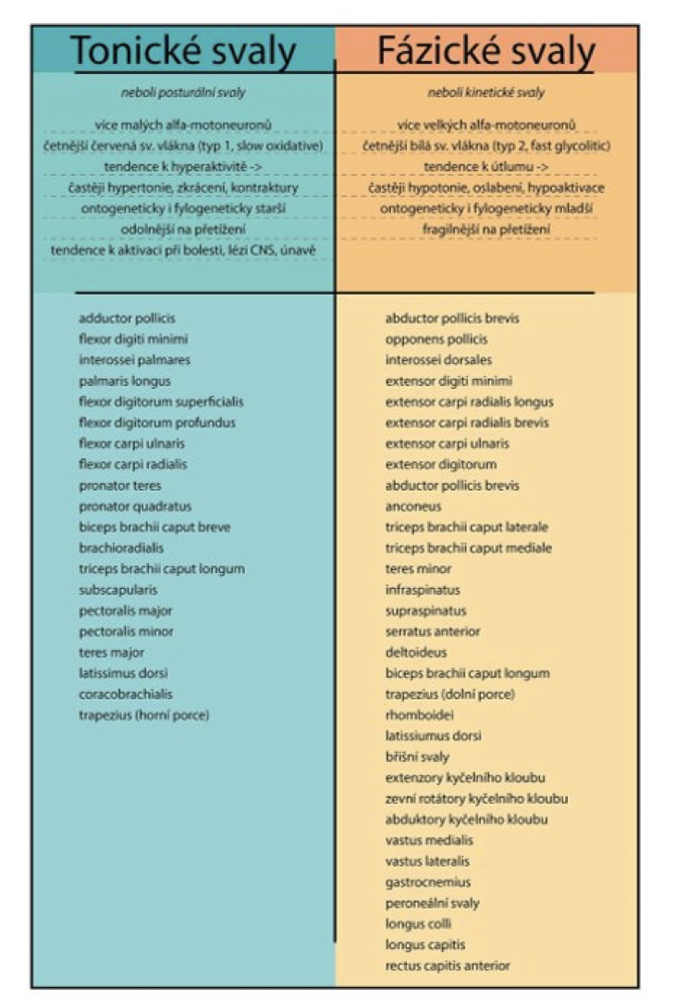 Tonické svaly
neboli posturální svaly
více malých alfa-motoneuronů
četnější červená sv. vlákna (typ 1, slow oxidative)
tendence k hyperaktivitě ->
častěji hypertonie, zkrácení, kontraktury
ontogeneticky i fylogeneticky starší
odolnější na přetížení
tendence k aktivaci při bolesti, lézi CNS, únavě
adductor pollicis
flexor digiti minimi
interossei palmares
palmaris longus
flexor digitorum superficialis
flexor digitorum profundus
flexor carpi ulnaris
flexor carpi radialis
pronator teres
pronator quadratus
biceps brachii caput breve
brachioradialis
triceps brachii caput longum
subscapularis
pectoralis major
pectoralis minor
teres major
latissimus dorsi
coracobrachialis
trapezius (horní porce)
Fázické svaly
neboli kinetické svaly
více velkých alfa-motoneuronů
četnější bílá sv. vlákna (typ 2, fast glycolitic)
tendence k útlumu ->
častěji hypotonie, oslabení, hypoaktivace
ontogeneticky i fylogeneticky mladší
fragilnější na přetížení
abductor pollicis brevis
opponens pollicis
interossei dorsales
extensor digiti minimi
extensor carpi radialis longus
extensor carpi radialis brevis
extensor carpi ulnaris
extensor digitorum
abductor pollicis brevis
anconeus
triceps brachii caput laterale
triceps brachii caput mediale
teres minor
infraspinatus
supraspinatus
serratus anterior
deltoideus
biceps brachii caput longum
trapezius (dolní porce)
rhomboidei
latissiumus dorsi
břišní svaly
extenzory kyčelního kloubu
zevní rotátory kyčelního kloubu
abduktory kyčelního kloubu
vastus medialis
vastus lateralis
gastrocnemius
peroneální svaly
longus colli
longus capitis
rectus capitis anterior